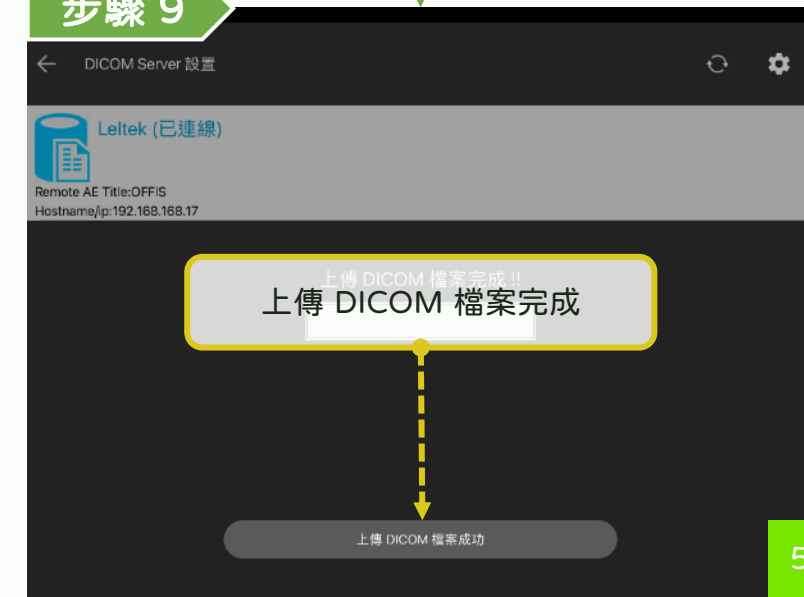 步驟 9
DICOM Server 設置
Leltek (已連線)
Remote AE Title:OFFIS
Hostname/ip:192.168.168.17
上傳 DICOM 檔案完成 !!
上傳 DICOM 檔案完成
上傳 DICOM 檔案成功
5